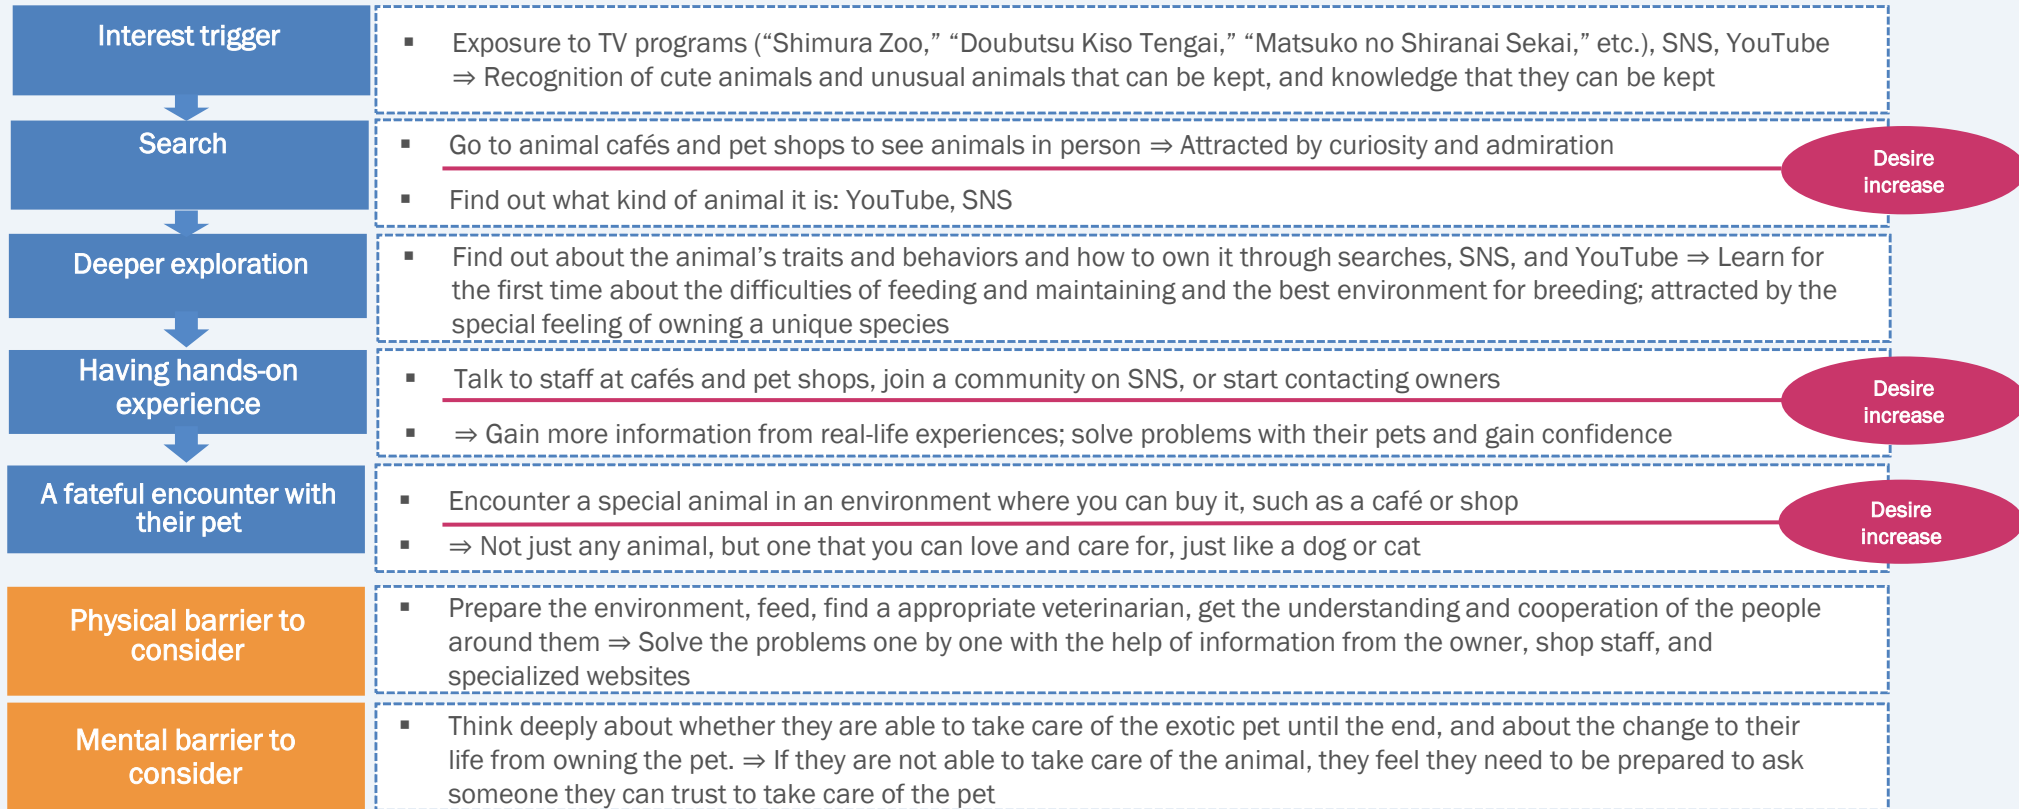 Interest trigger
▪ Exposure to TV programs (“Shimura Zoo,” “Doubutsu Kiso Tengai,” “Matsuko no Shiranai Sekai,” etc.), SNS, YouTube
⇒ Recognition of cute animals and unusual animals that can be kept, and knowledge that they can be kept
Search
▪ Go to animal cafés and pet shops to see animals in person ⇒ Attracted by curiosity and admiration
Desire
increase
▪ Find out what kind of animal it is: YouTube, SNS
Deeper exploration
▪ Find out about the animal’s traits and behaviors and how to own it through searches, SNS, and YouTube ⇒ Learn for
the first time about the difficulties of feeding and maintaining and the best environment for breeding; attracted by the
special feeling of owning a unique species
Having hands-on
experience
▪ Talk to staff at cafés and pet shops, join a community on SNS, or start contacting owners
Desire
increase
▪ ⇒ Gain more information from real-life experiences; solve problems with their pets and gain confidence
A fateful encounter with
their pet
▪ Encounter a special animal in an environment where you can buy it, such as a café or shop
Desire
increase
▪ ⇒ Not just any animal, but one that you can love and care for, just like a dog or cat
Physical barrier to
consider
▪ Prepare the environment, feed, find a appropriate veterinarian, get the understanding and cooperation of the people
around them ⇒ Solve the problems one by one with the help of information from the owner, shop staff, and
specialized websites
Mental barrier to
consider
▪ Think deeply about whether they are able to take care of the exotic pet until the end, and about the change to their
life from owning the pet. ⇒ If they are not able to take care of the animal, they feel they need to be prepared to ask
someone they can trust to take care of the pet